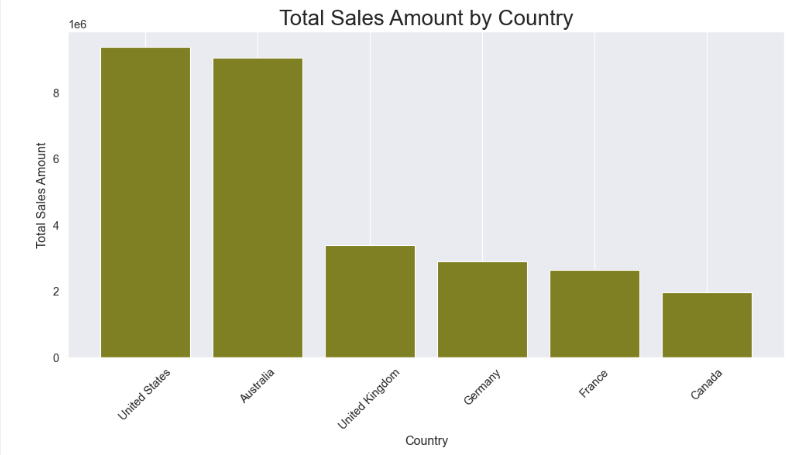 Total Sales Amount by Country
1e6
8
6
4
2
0
Total Sales Amount
United States
Australia
United Kingdom
Germany
France
Canada
Country